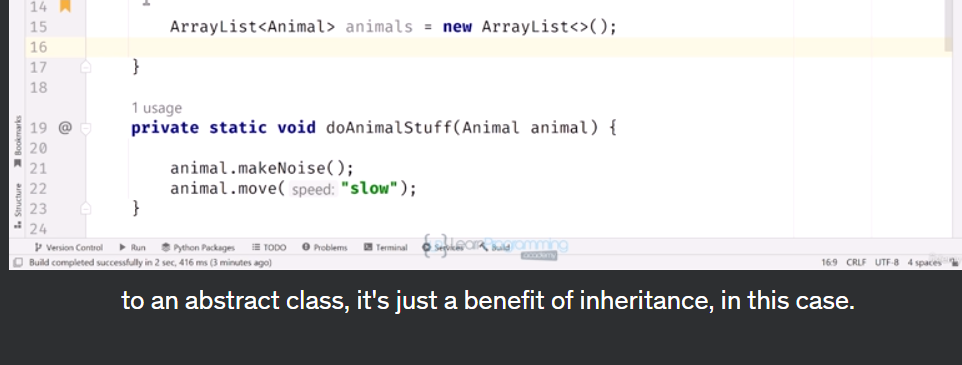 14
15 ArrayList<Animal> animals = new ArrayList<>();
16
17 }
18
1 usage
19 @ private static void doAnimalStuff(Animal animal) {
20
21 animal.makeNoise();
22 animal.move( speed: "slow");
23 }
24
Bookmarks
Structure
Version Control Run Python Packages TODO Problems Terminal Services Build
LearnProgramming
academy
Build completed successfully in 2 sec, 416 ms (3 minutes ago) 16:9 CRLF UTF-8 4 spaces
to an abstract class, it's just a benefit of inheritance, in this case.